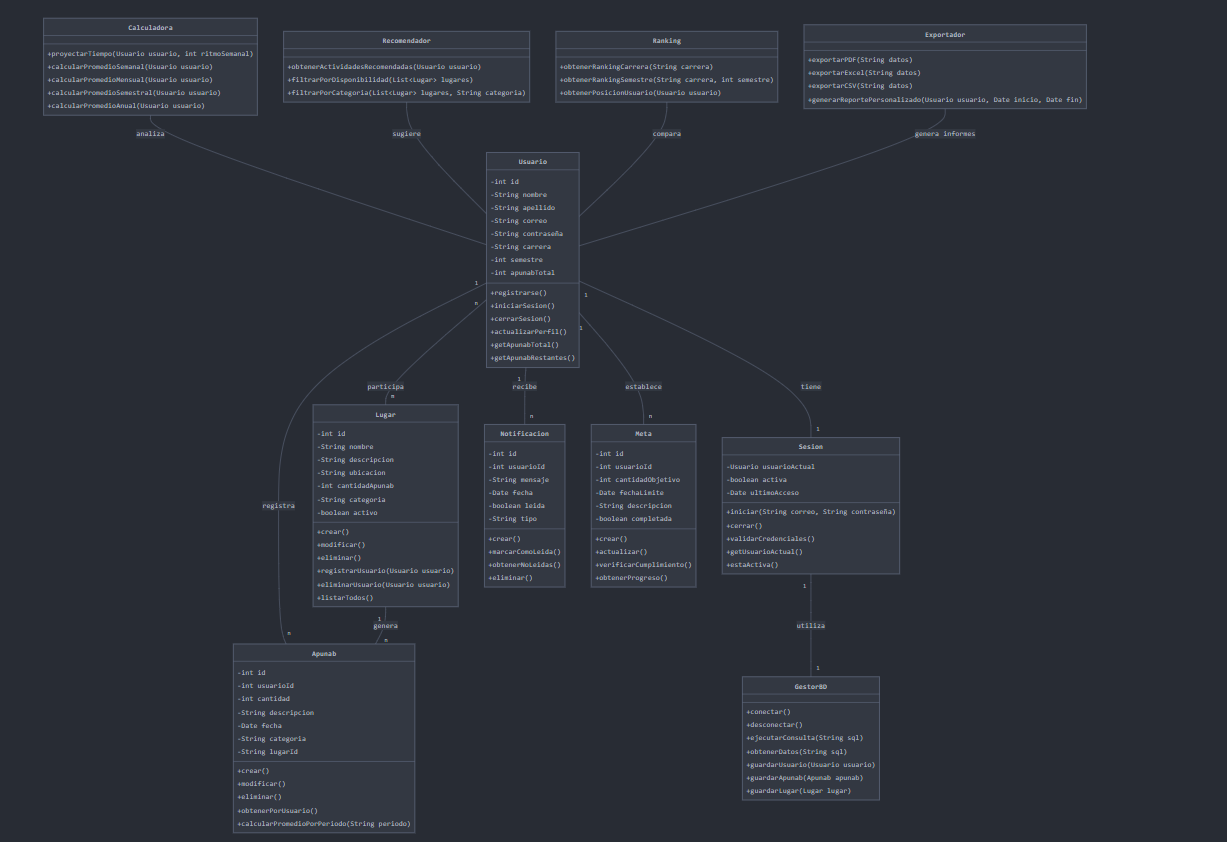 Calculadora
+proyectarTiempo(Usuario usuario, int ritmoSemanal)
+calcularPromedioSemanal(Usuario usuario)
+calcularPromedioMensual(Usuario usuario)
+calcularPromedioSemestral(Usuario usuario)
+calcularPromedioAnual(Usuario usuario)
Recomendador
+obtenerActividadesRecomendadas(Usuario usuario)
+filtrarPorDisponibilidad(List<Lugar> lugares)
+filtrarPorCategoria(List<Lugar> lugares, String categoria)
Ranking
+obtenerRankingCarrera(String carrera)
+obtenerRankingSemestre(String carrera, int semestre)
+obtenerPosicionUsuario(Usuario usuario)
Exportador
+exportarPDF(String datos)
+exportarExcel(String datos)
+exportarCSV(String datos)
+generarReportePersonalizado(Usuario usuario, Date inicio, Date fin)
analiza
sugiere
compara
genera informes
Usuario
-int id
-String nombre
-String apellido
-String correo
-String contraseña
-String carrera
-int semestre
-int apunabTotal
+registrarse()
+iniciarSesion()
+cerrarSesion()
+actualizarPerfil()
+getApunabTotal()
+getApunabRestantes()
1
n
1
1
1
participa
recibe
establece
tiene
n
n
n
1
Lugar
-int id
-String nombre
-String descripcion
-String ubicacion
-int cantidadApunab
-String categoria
-boolean activo
+crear()
+modificar()
+eliminar()
+registrarUsuario(Usuario usuario)
+eliminarUsuario(Usuario usuario)
+listarTodos()
Notificacion
-int id
-int usuarioId
-String mensaje
-Date fecha
-boolean leida
-String tipo
+crear()
+marcarComoLeida()
+obtenerNoLeidas()
+eliminar()
Meta
-int id
-int usuarioId
-int cantidadObjetivo
-Date fechaLimite
-String descripcion
-boolean completada
+crear()
+actualizar()
+verificarCumplimiento()
+obtenerProgreso()
Sesion
-Usuario usuarioActual
-boolean activa
-Date ultimoAcceso
+iniciar(String correo, String contraseña)
+cerrar()
+validarCredenciales()
+getUsuarioActual()
+estaActiva()
registra
1
genera
n
n
1
utiliza
1
Apunab
-int id
-int usuarioId
-int cantidad
-String descripcion
-Date fecha
-String categoria
-String lugarId
+crear()
+modificar()
+eliminar()
+obtenerPorUsuario()
+calcularPromedioPorPeriodo(String periodo)
GestorBD
+conectar()
+desconectar()
+ejecutarConsulta(String sql)
+obtenerDatos(String sql)
+guardarUsuario(Usuario usuario)
+guardarApunab(Apunab apunab)
+guardarLugar(Lugar lugar)